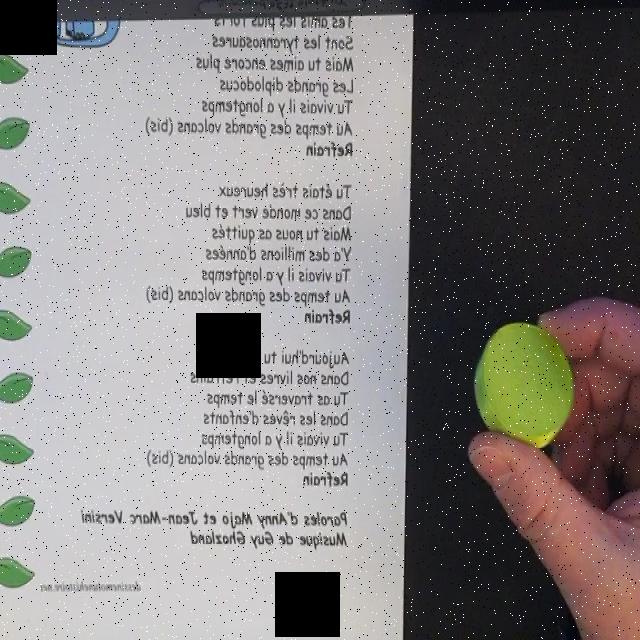 Tes amis les plus forts
Sont les tyrannosaures
Mais tu aimes encore plus
Les grands diplodocus
Tu vivais il y a longtemps
Au temps des grands volcans (bis)
Refrain
Tu étais très heureux
Dans ce monde vert et bleu
Mais tu nous as quittés
Ya des millions d'années
Tu vivais il y a longtemps
Au temps des grands volcans (bis)
Refrain
Aujourd'hui tu
Dans nos livres et refrains
Tu as traversé le temps
Dans les rêves d'enfants
Tu vivais il y a longtemps
Au temps des grands volcans (bis)
Refrain
Paroles d'Anny Majo et Jean-Marc Versini
Musique de Guy Ghazland